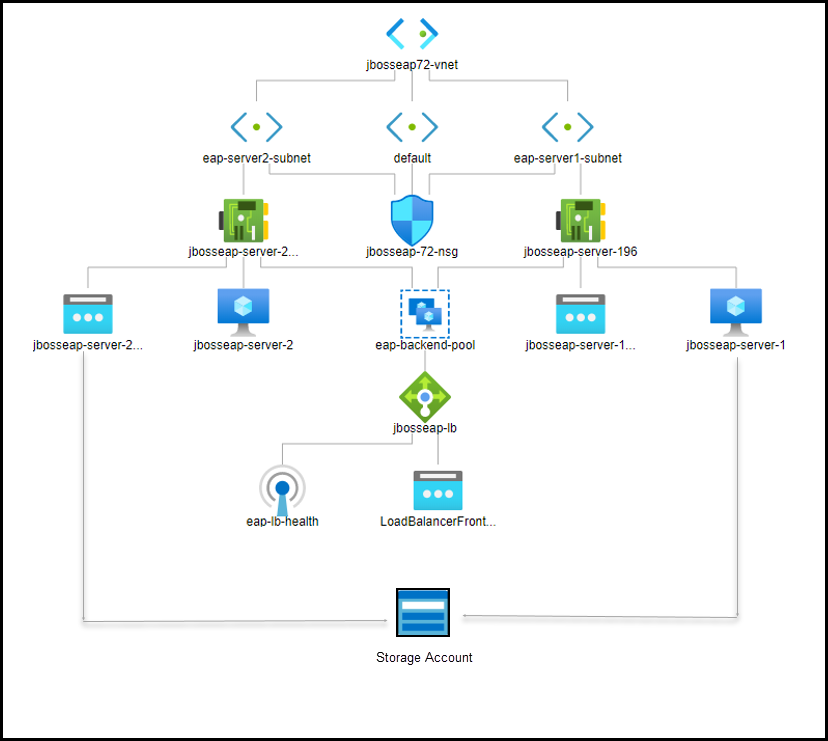 jbosseap72-vnet
eap-server2-subnet
default
eap-server1-subnet
jbosseap-server-2...
jbosseap-72-nsg
jbosseap-server-196
jbosseap-server-2...
jbosseap-server-2
eap-backend-pool
jbosseap-server-1...
jbosseap-server-1
jbosseap-lb
eap-lb-health
LoadBalancerFront...
Storage Account